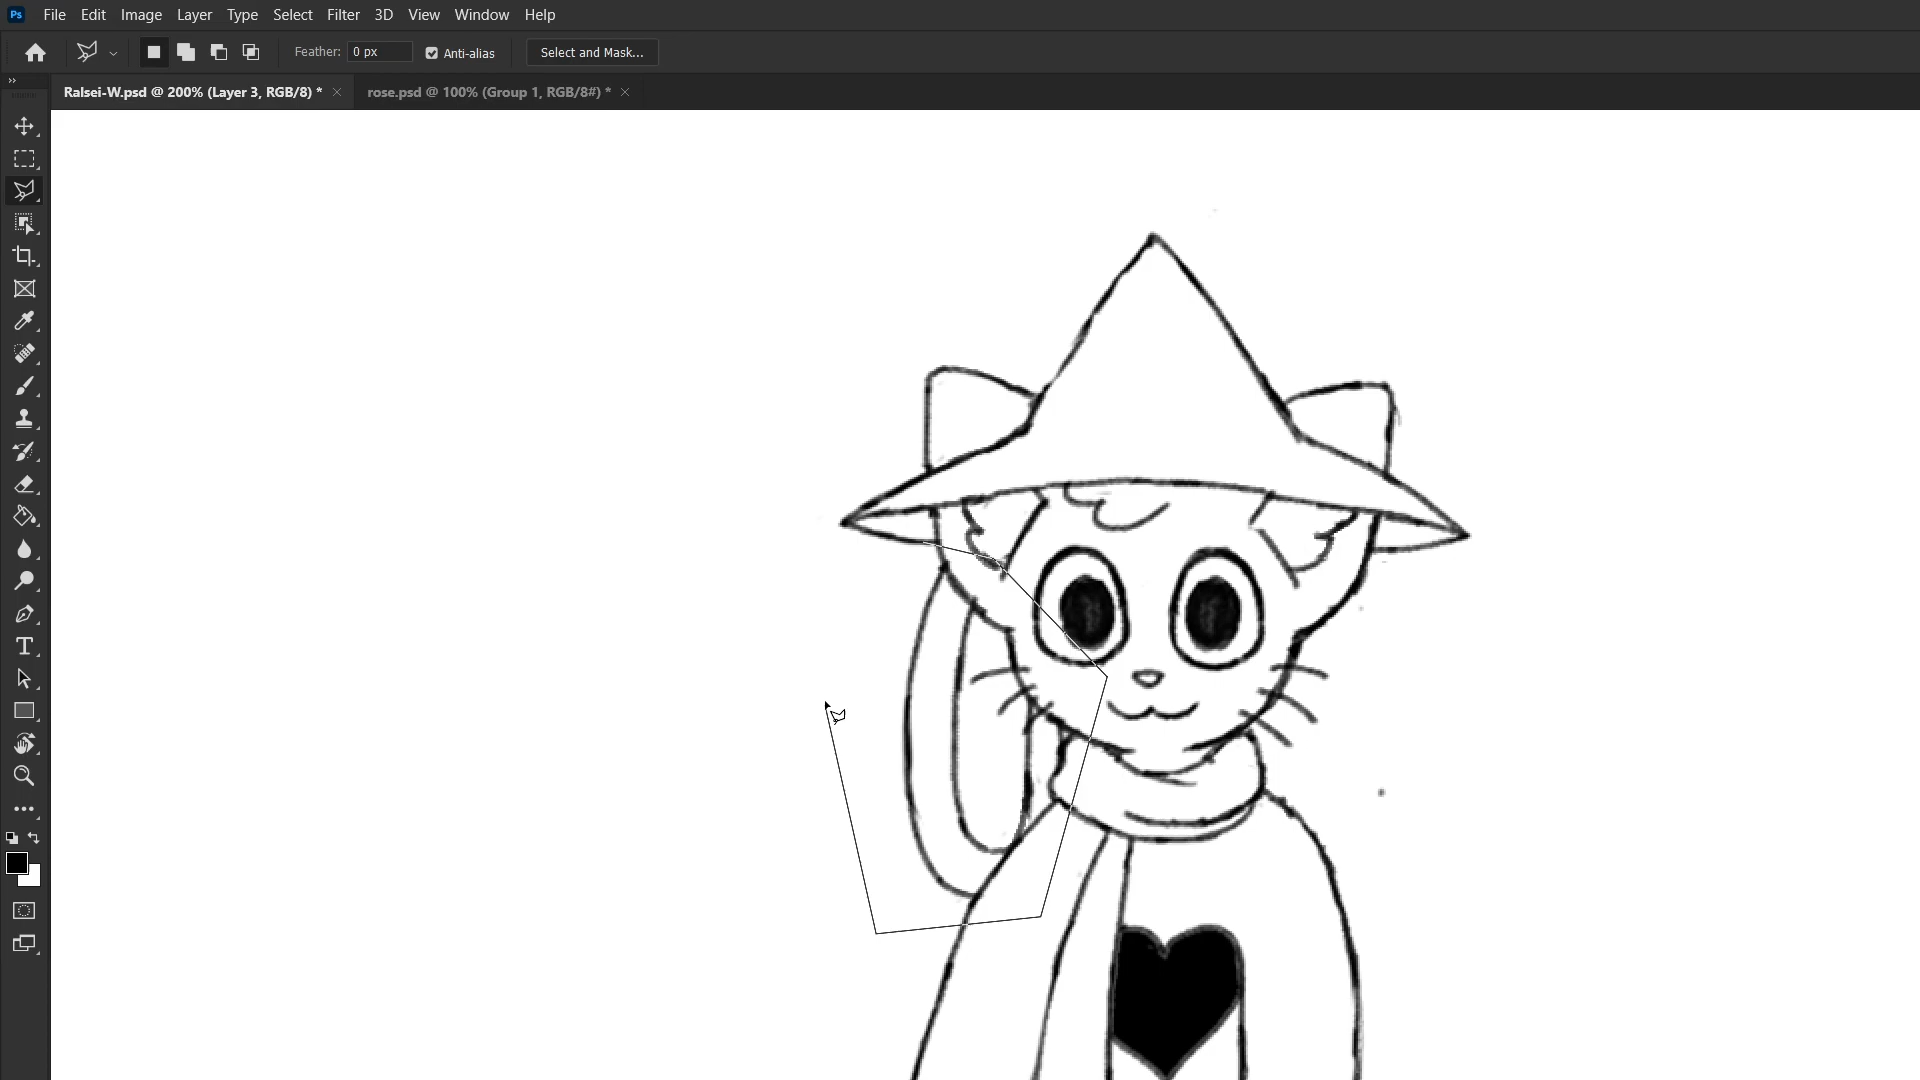 Ps File Edit Image Layer Type Select Filter 3D View Window Help
Feather: 0 px Anti-alias Select and Mask...
Ralsei-W.psd @ 200% (Layer 3, RGB/8) * rose.psd @ 100% (Group 1, RGB/8#) *